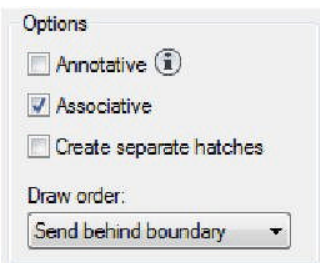 Options
Annotative
Associative
Create separate hatches
Draw order:
Send behind boundary